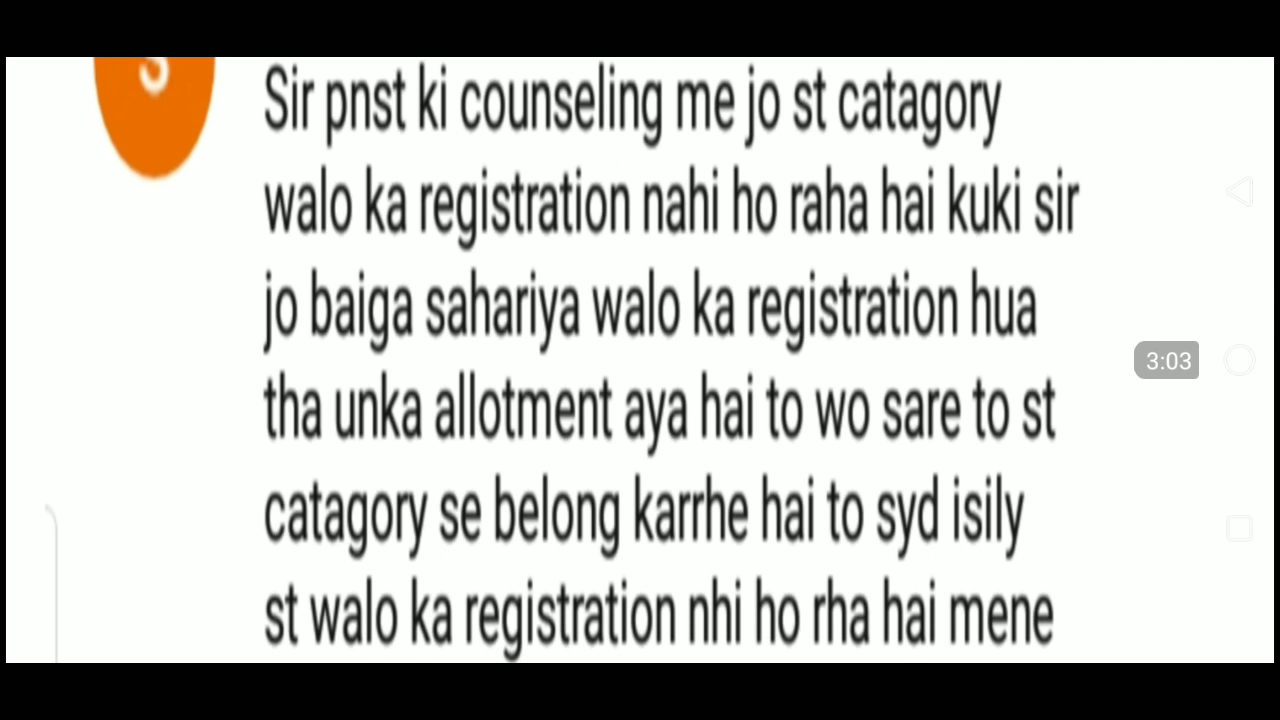 Sir pnst ki counseling me jo st catagory
walo ka registration nahi ho raha hai kuki sir
jo baiga sahariya walo ka registration hua
3:03
tha unka allotment aya hai to wo sare to st
catagory se belong karrhe hai to syd isily
st walo ka registration nhi ho rha hai mene